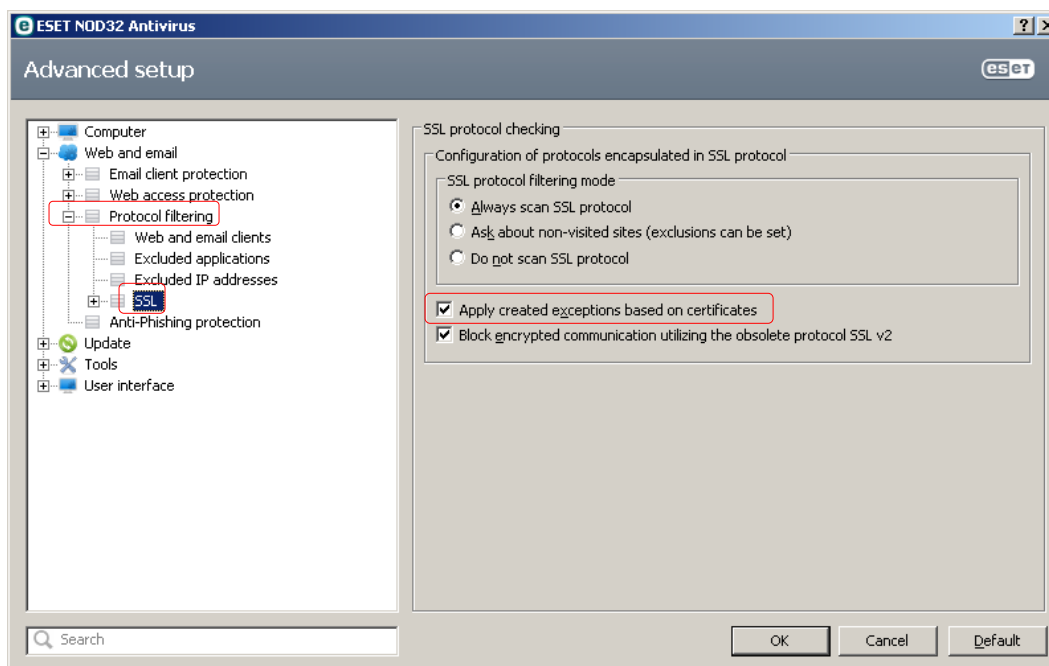 ESET NOD32 Antivirus
Advanced setup
eset
Computer
Web and email
Email client protection
Web access protection
Protocol filtering
Web and email clients
Excluded applications
Excluded IP addresses
SSL
Anti-Phishing protection
Update
Tools
User interface
SSL protocol checking
Configuration of protocols encapsulated in SSL protocol
SSL protocol filtering mode
Always scan SSL protocol
Ask about non-visited sites (exclusions can be set)
Do not scan SSL protocol
Apply created exceptions based on certificates
Block encrypted communication utilizing the obsolete protocol SSL v2
Search
OK
Cancel
Default